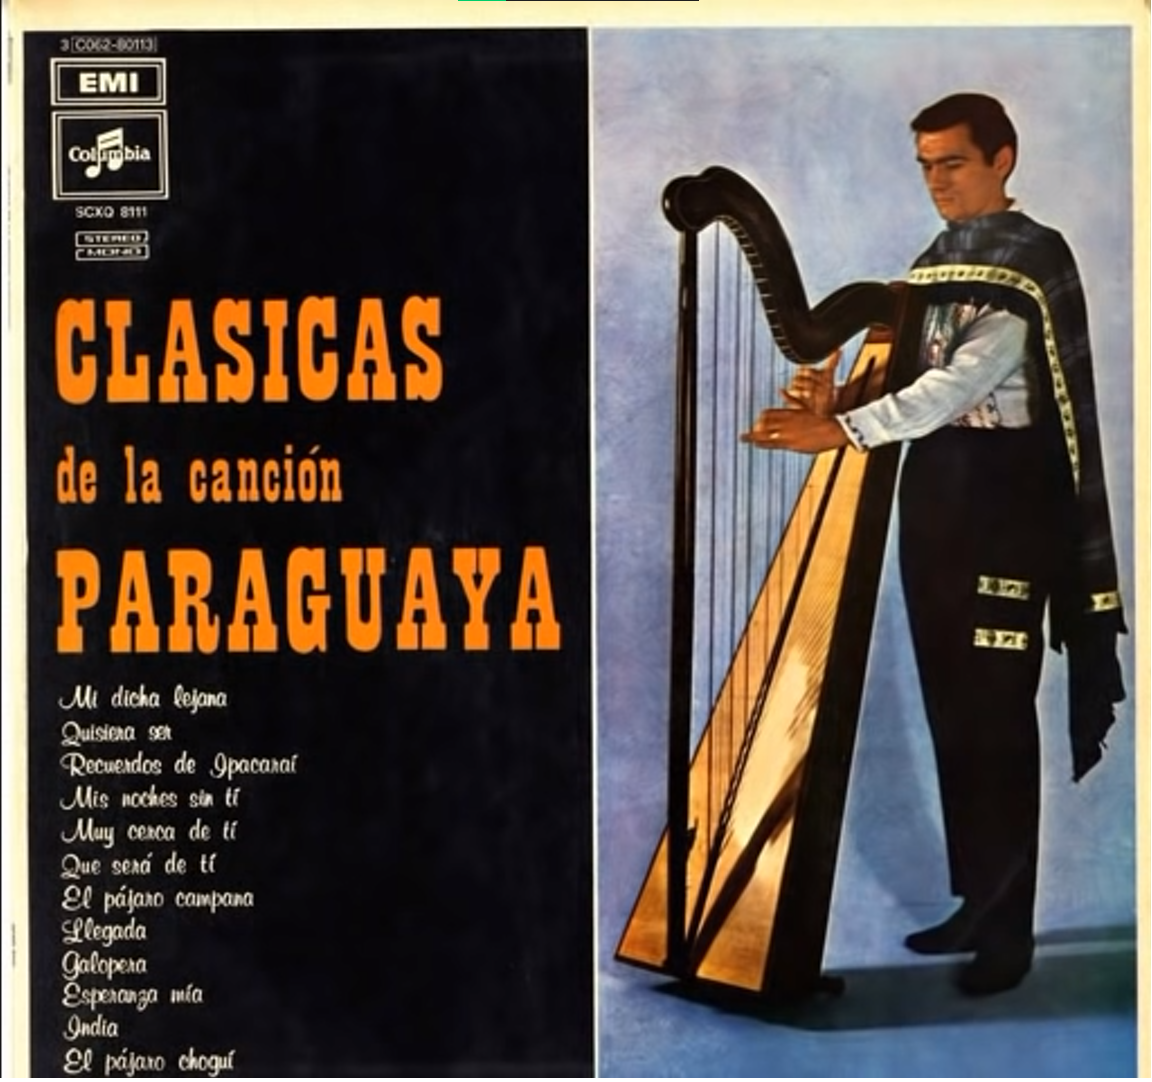 3 C062-80113
EMI
Columbia
SCXO 8111
STEREO
MONO
CLASICAS
de la canción
PARAGUAYA
Mi dicha lejana
Quisiera ser
Recuerdos de Ipacaraí
Mis noches sin tí
Muy cerca de tí
Que será de tí
El pájaro campana
Llegada
Galopera
Esperanza mía
India
El pájaro choguí